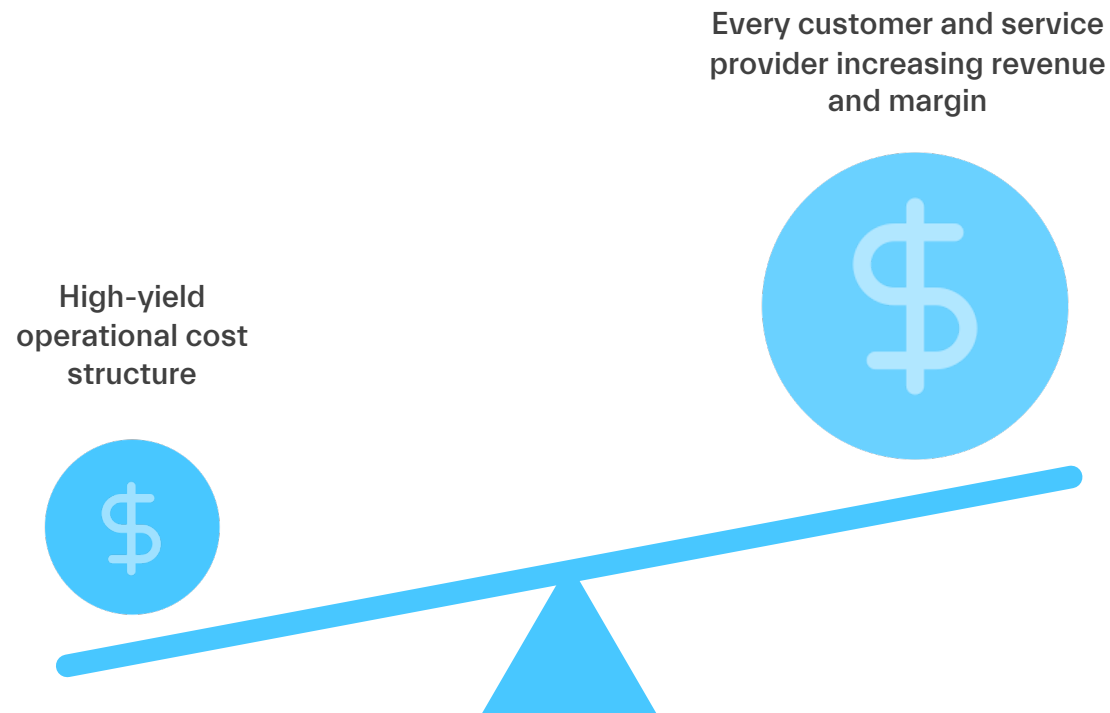 Every customer and service
provider increasing revenue
and margin
High-yield
operational cost
structure
$
$